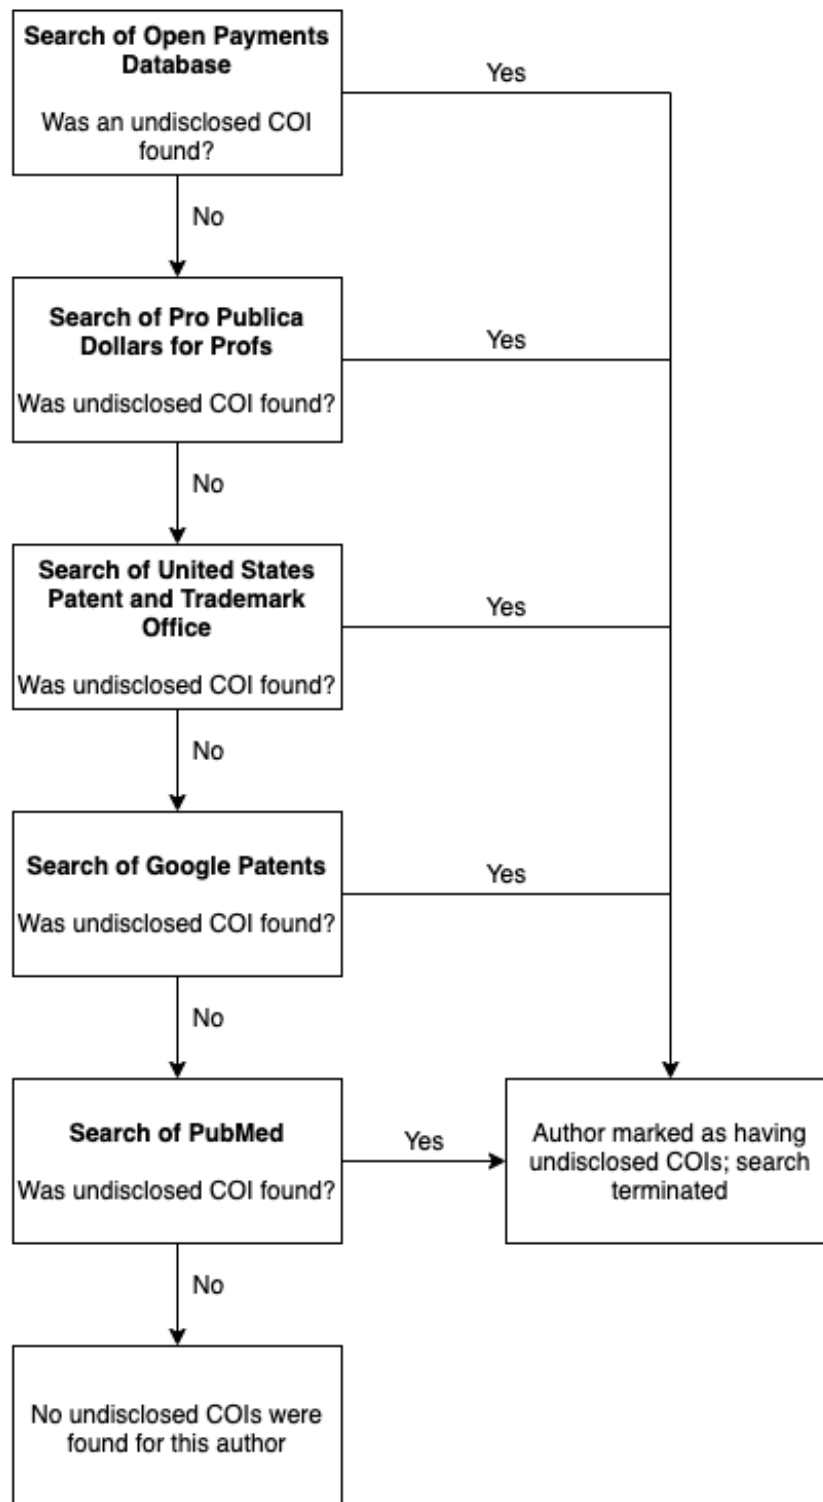 Search of Open Payments
Database
Was an undisclosed COI
found?
Yes
No
Search of Pro Publica
Dollars for Profs
Was undisclosed COI found?
Yes
No
Search of United States
Patent and Trademark
Office
Was undisclosed COI found?
Yes
No
Search of Google Patents
Was undisclosed COI found?
Yes
No
Search of PubMed
Was undisclosed COI found?
Yes
Author marked as having
undisclosed COIs; search
terminated
No
No undisclosed COIs were
found for this author